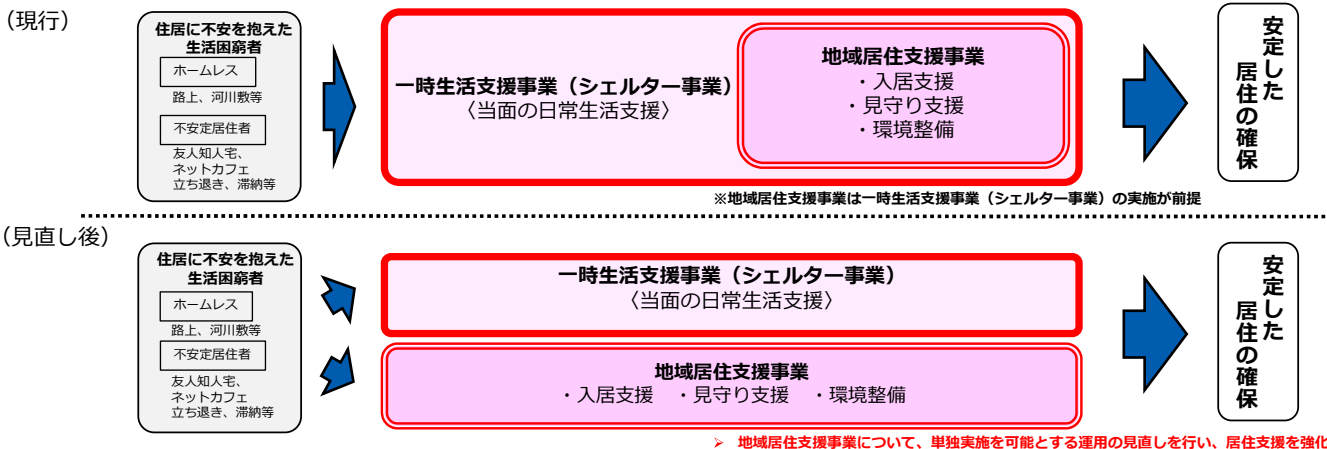 （現行）
住居に不安を抱えた
生活困窮者
ホームレス
路上、河川敷等
不安定居住者
友人知人宅、
ネットカフェ
立ち退き、滞納等
一時生活支援事業（シェルター事業）
〈当面の日常生活支援〉
地域居住支援事業
・入居支援
・見守り支援
・環境整備
安定した
居住の確保
※地域居住支援事業は一時生活支援事業（シェルター事業）の実施が前提
（見直し後）
住居に不安を抱えた
生活困窮者
ホームレス
路上、河川敷等
不安定居住者
友人知人宅、
ネットカフェ
立ち退き、滞納等
一時生活支援事業（シェルター事業）
〈当面の日常生活支援〉
地域居住支援事業
・入居支援　・見守り支援　・環境整備
安定した
居住の確保
➢ 地域居住支援事業について、単独実施を可能とする運用の見直しを行い、居住支援を強化